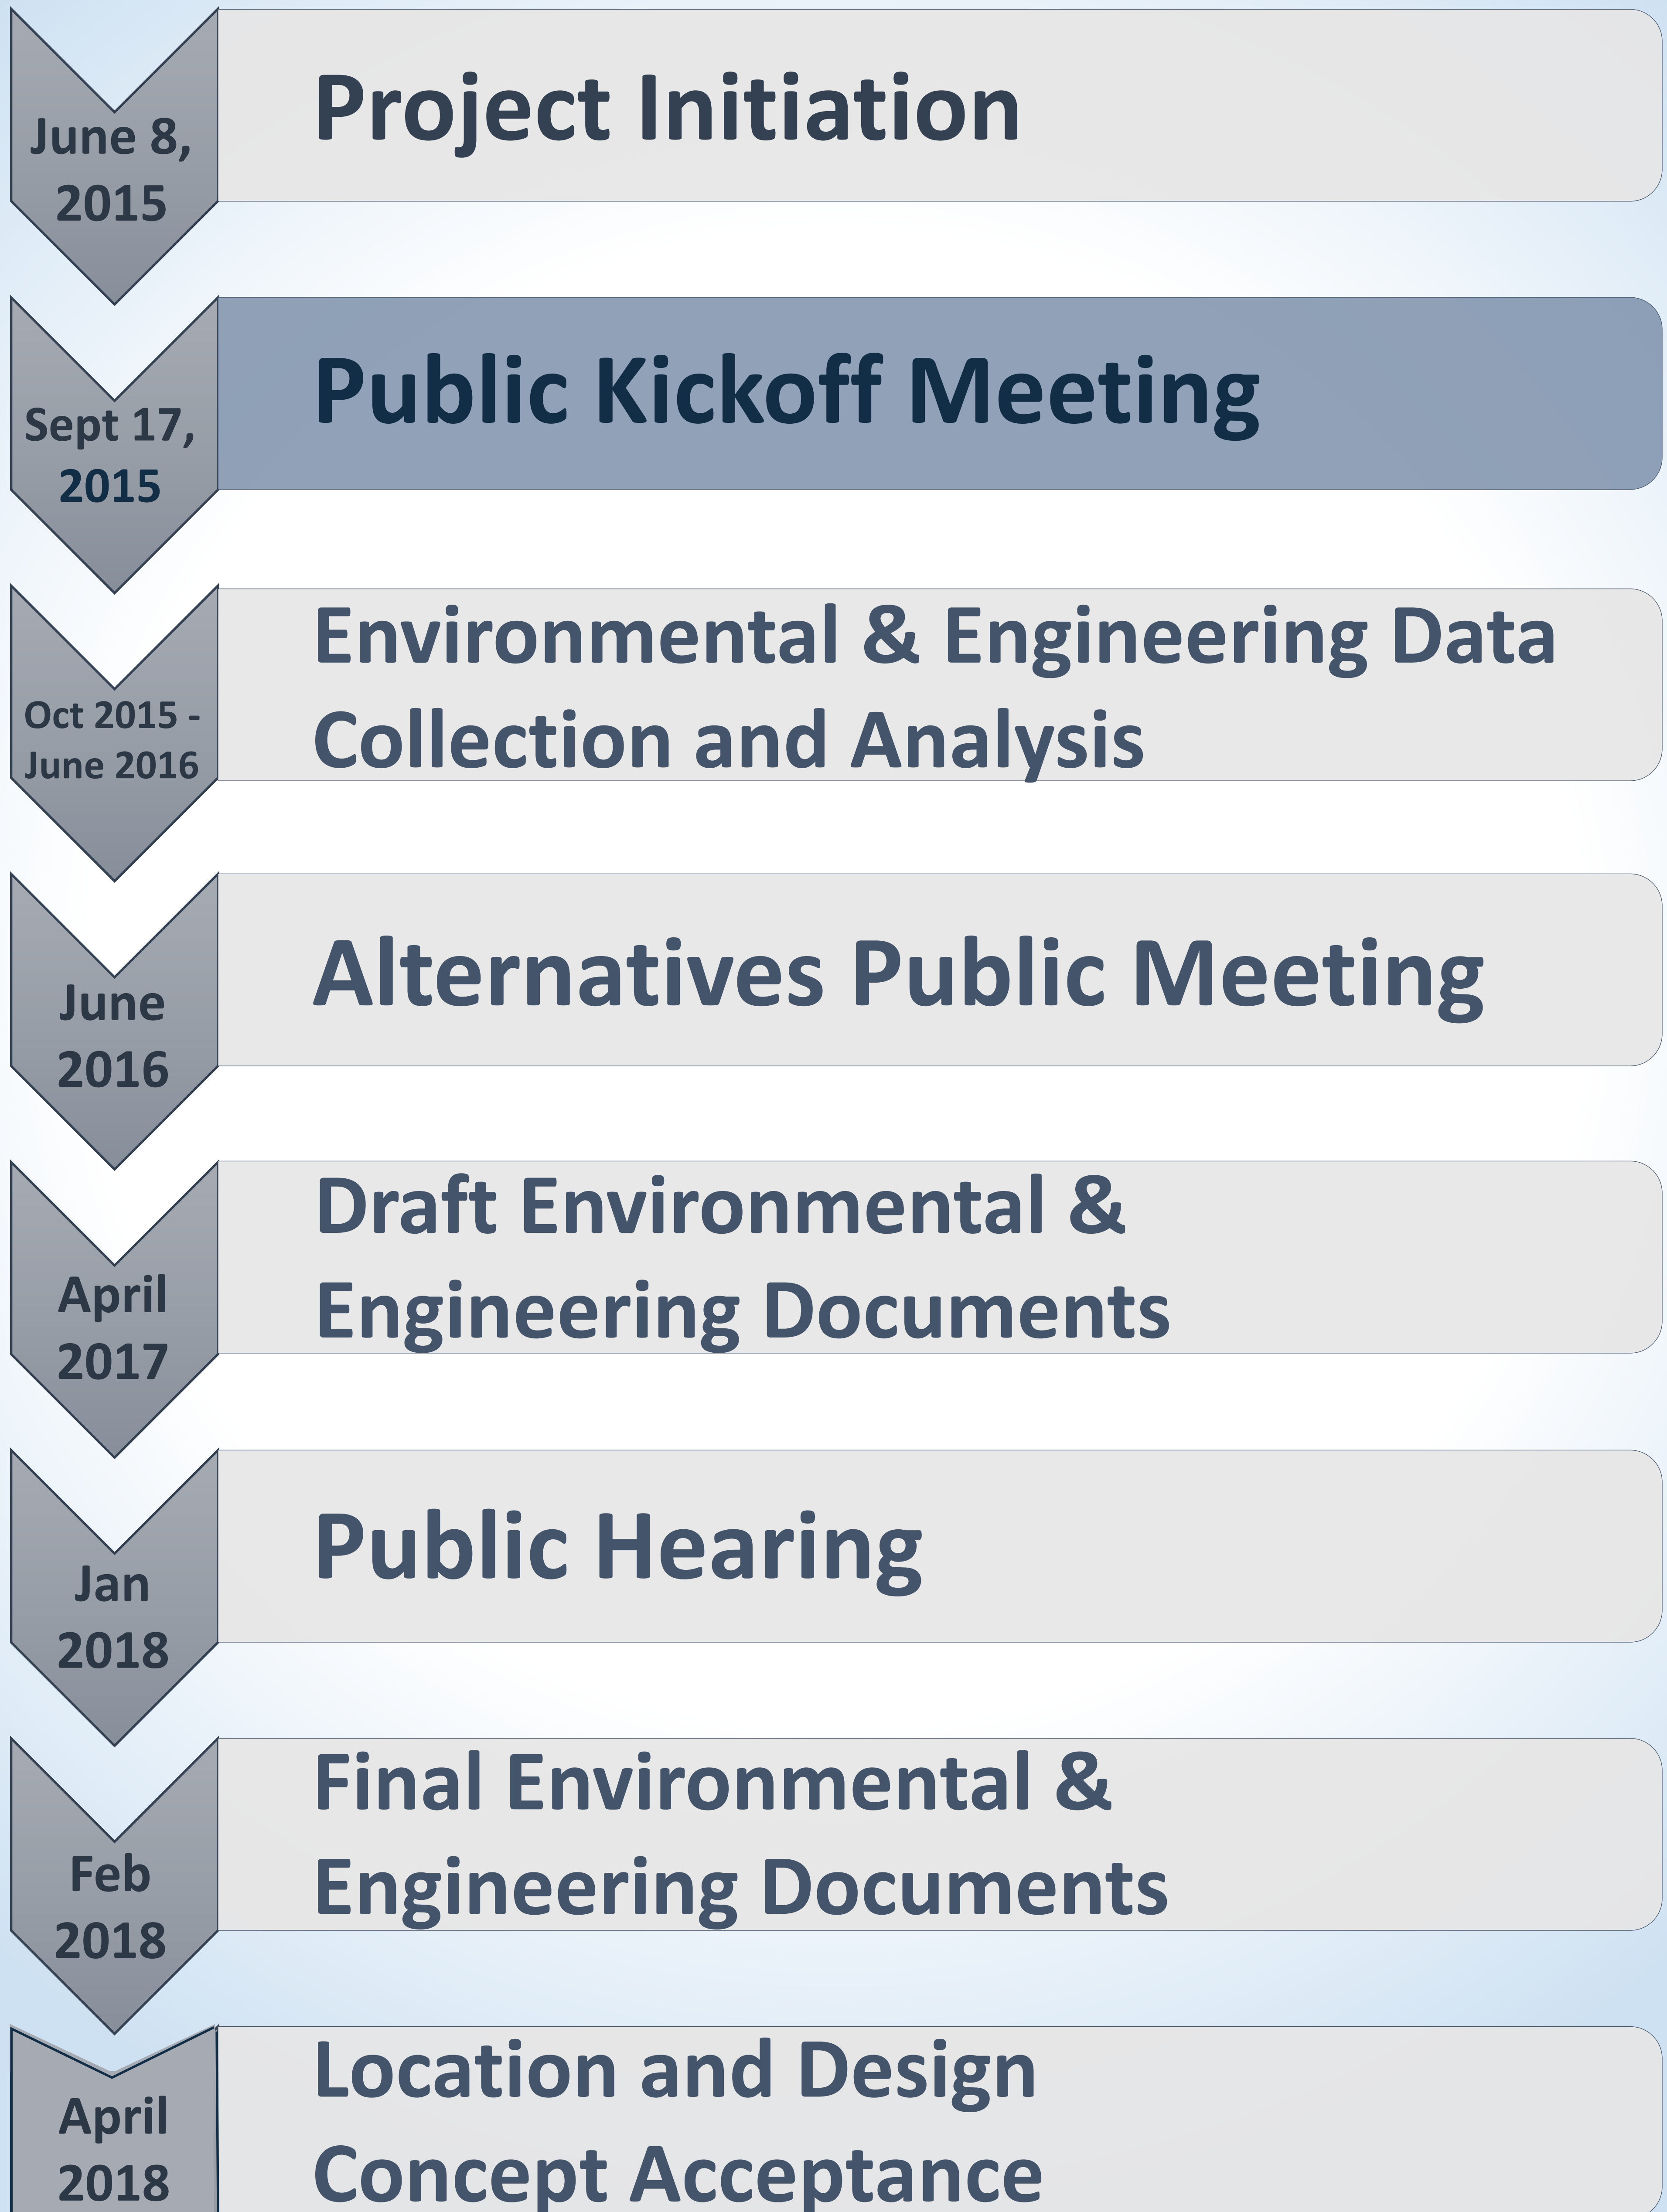 June 8,
2015
Project Initiation
Sept 17,
2015
Public Kickoff Meeting
Oct 2015 -
June 2016
Environmental & Engineering Data
Collection and Analysis
June
2016
Alternatives Public Meeting
April
2017
Draft Environmental &
Engineering Documents
Jan
2018
Public Hearing
Feb
2018
Final Environmental &
Engineering Documents
April
2018
Location and Design
Concept Acceptance